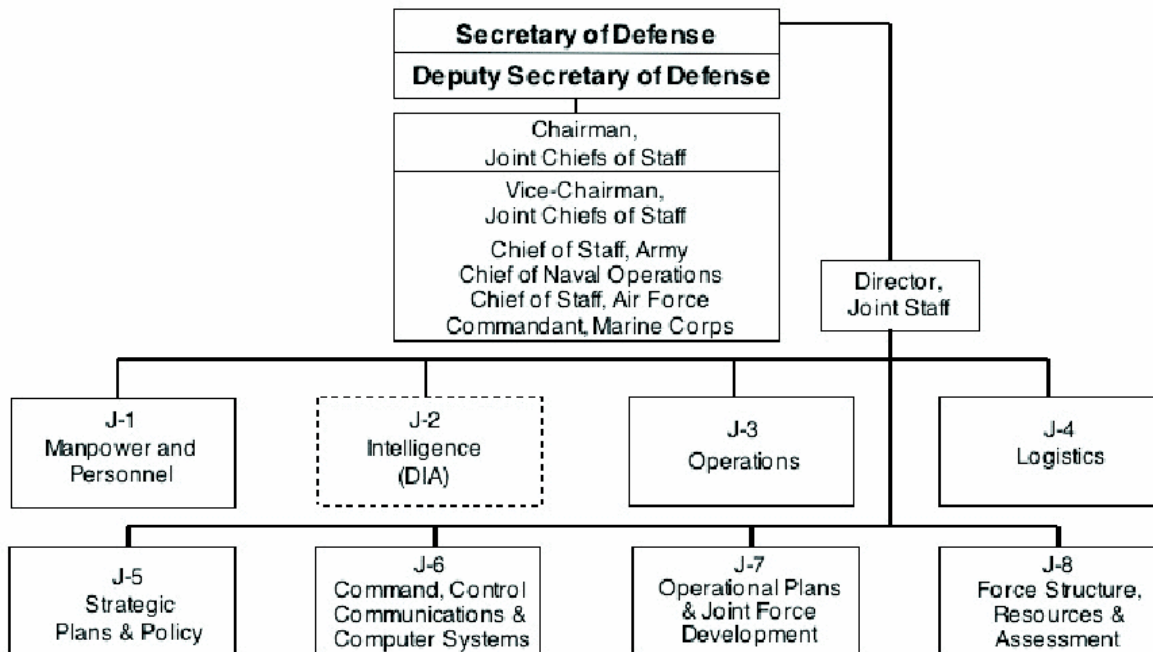 Secretary of Defense
Deputy Secretary of Defense
Chairman,
Joint Chiefs of Staff
Vice-Chairman,
Joint Chiefs of Staff
Chief of Staff, Army
Chief of Naval Operations
Chief of Staff, Air Force
Commandant, Marine Corps
Director,
Joint Staff
J-1
Manpower and
Personnel
J-2
Intelligence
(DIA)
J-3
Operations
J-4
Logistics
J-5
Strategic
Plans & Policy
J-6
Command, Control
Communications &
Computer Systems
J-7
Operational Plans
& Joint Force
Development
J-8
Force Structure,
Resources &
Assessment